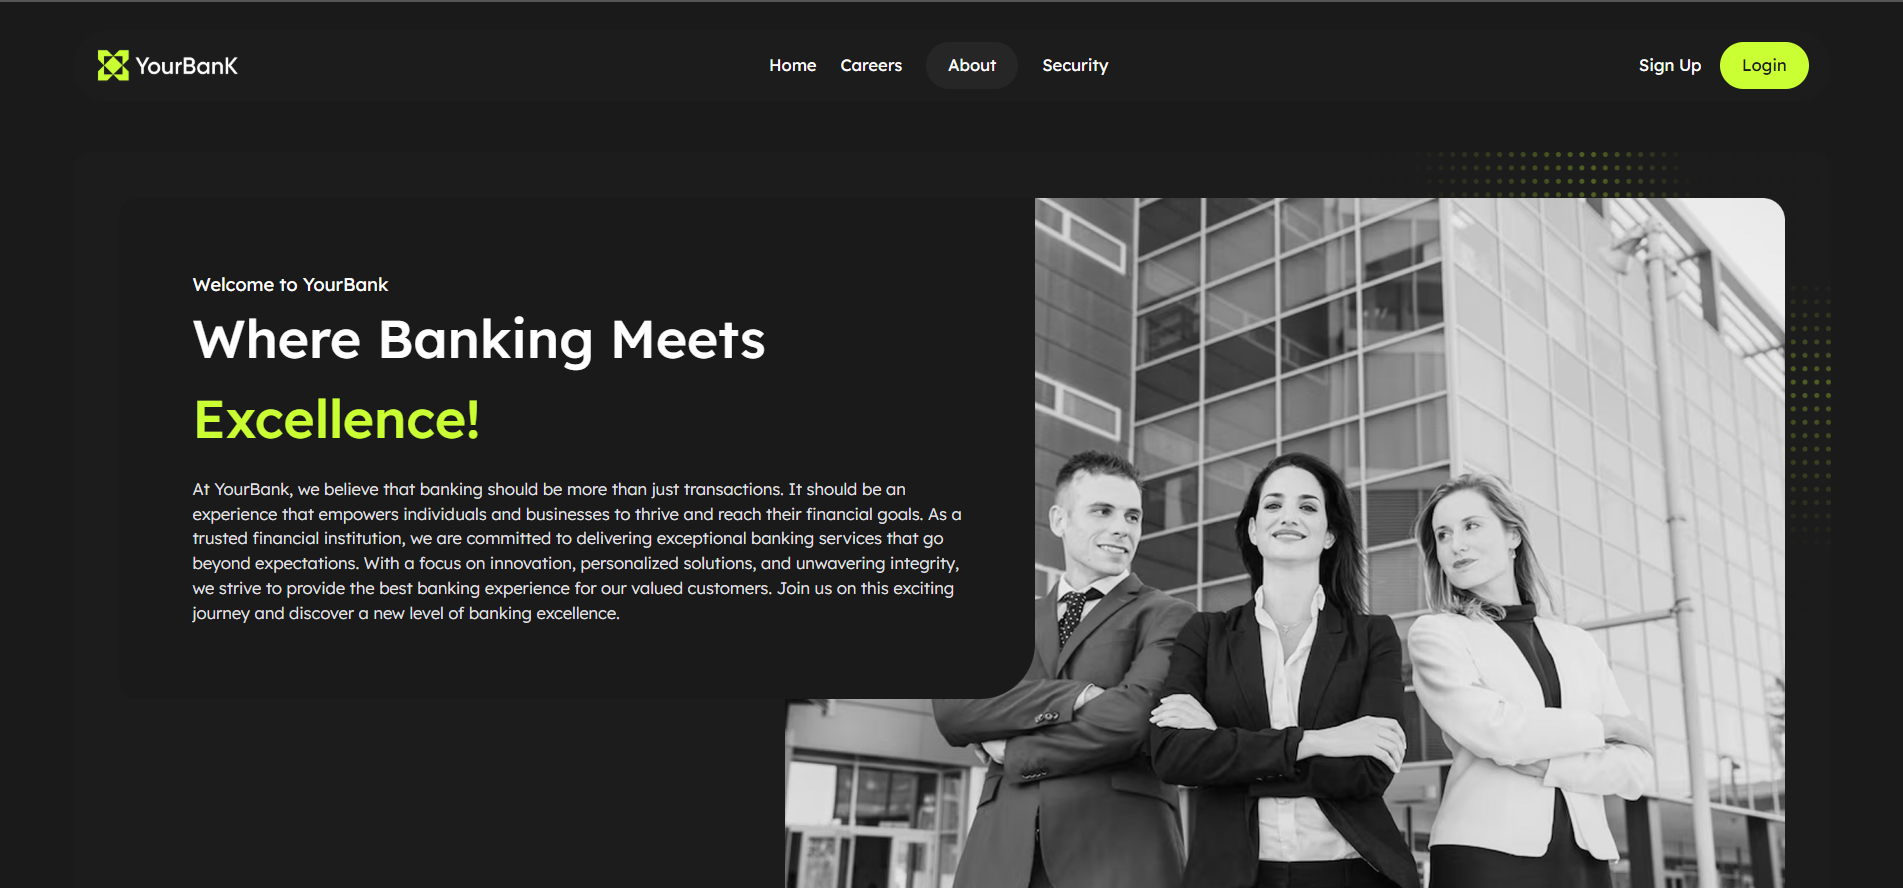 YourBanK
Home
Careers
About
Security
Sign Up
Login
Welcome to YourBank
Where Banking Meets
Excellence!
At YourBank, we believe that banking should be more than just transactions. It should be an
experience that empowers individuals and businesses to thrive and reach their financial goals. As a
trusted financial institution, we are committed to delivering exceptional banking services that go
beyond expectations. With a focus on innovation, personalized solutions, and unwavering integrity,
we strive to provide the best banking experience for our valued customers. Join us on this exciting
journey and discover a new level of banking excellence.